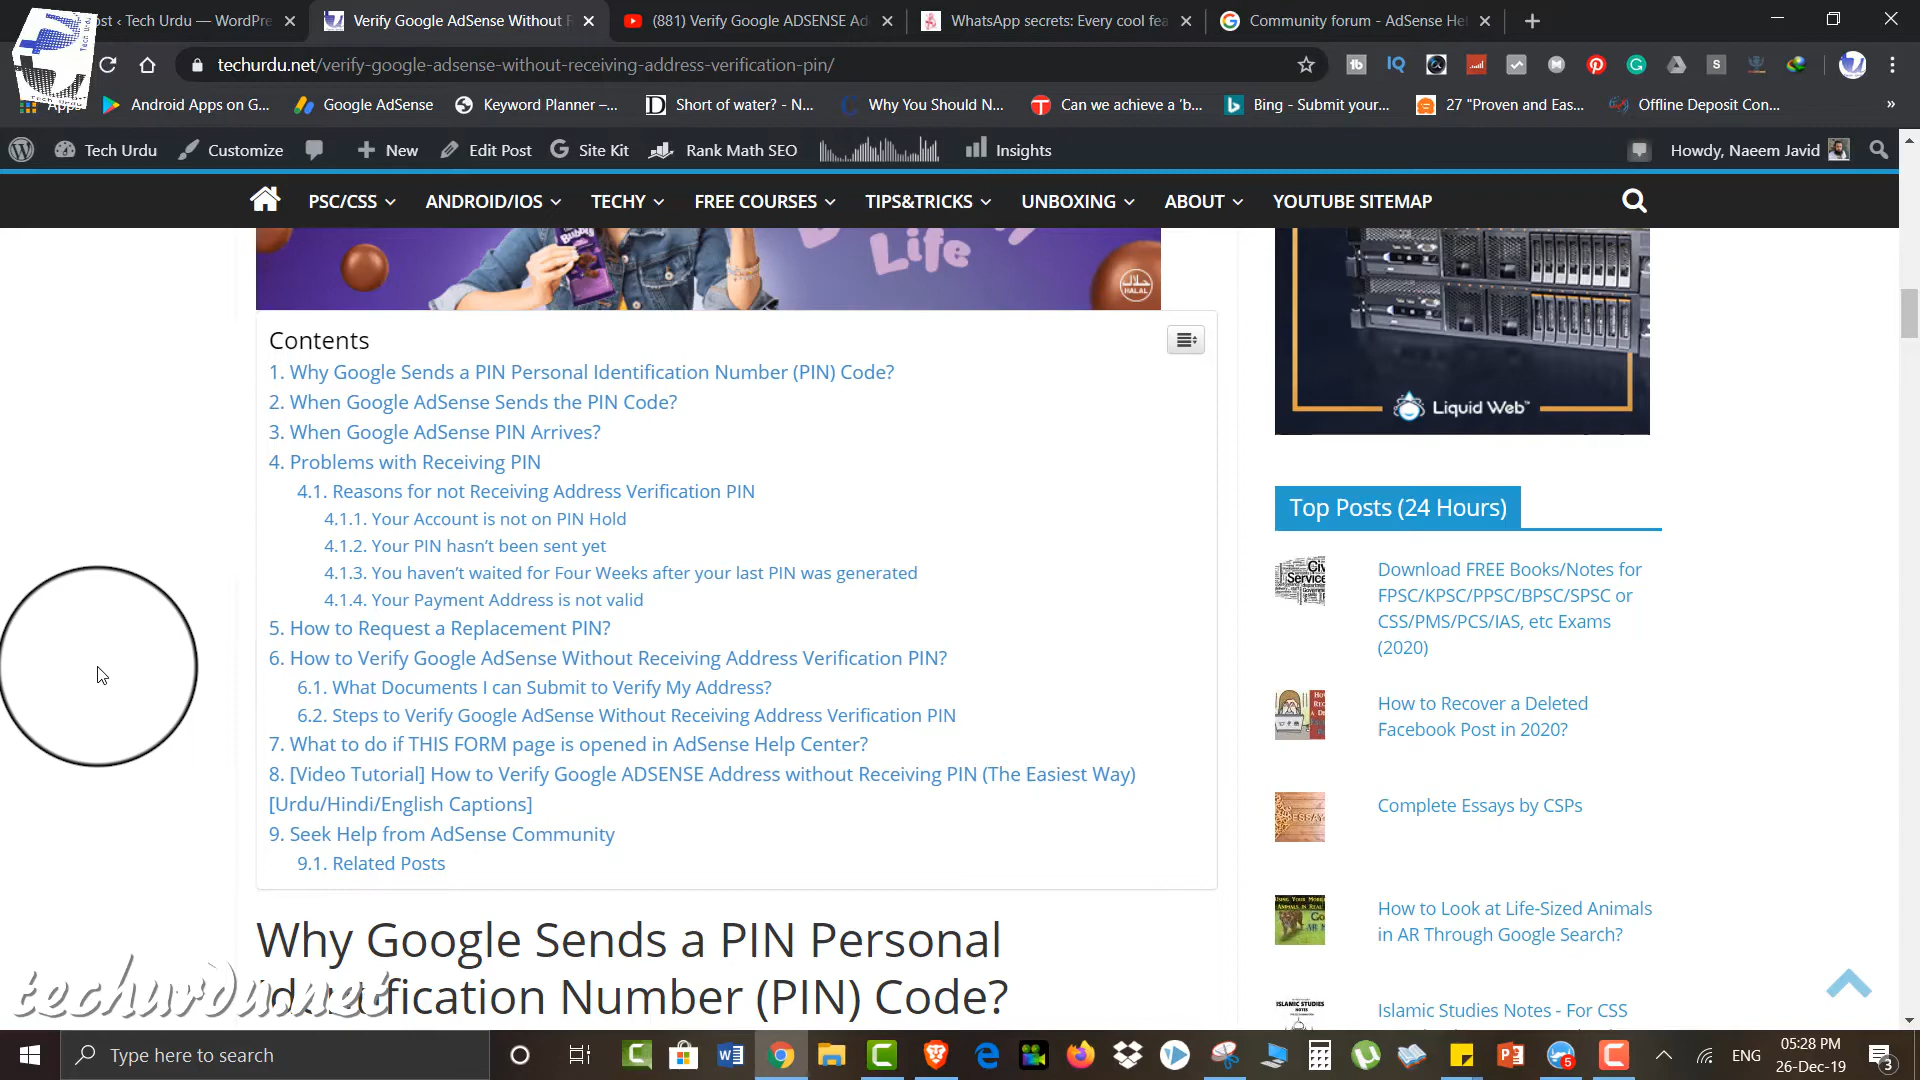 ost ‹ Tech Urdu — WordPre
Verify Google AdSense Without R
(881) Verify Google ADSENSE Ad
WhatsApp secrets: Every cool fea
Community forum - AdSense Hel
techurdu.net/verify-google-adsense-without-receiving-address-verification-pin/
Apps
Android Apps on G...
Google AdSense
Keyword Planner –...
Short of water? - N...
Why You Should N...
Can we achieve a 'b...
Bing - Submit your...
27 "Proven and Eas...
Offline Deposit Con...
Tech Urdu
Customize
New
Edit Post
Site Kit
Rank Math SEO
Insights
Howdy, Naeem Javid
PSC/CSS
ANDROID/IOS
TECHY
FREE COURSES
TIPS&TRICKS
UNBOXING
ABOUT
YOUTUBE SITEMAP
Life
HALAL
Liquid Web™
Contents
1. Why Google Sends a PIN Personal Identification Number (PIN) Code?
2. When Google AdSense Sends the PIN Code?
3. When Google AdSense PIN Arrives?
4. Problems with Receiving PIN
4.1. Reasons for not Receiving Address Verification PIN
4.1.1. Your Account is not on PIN Hold
4.1.2. Your PIN hasn't been sent yet
4.1.3. You haven't waited for Four Weeks after your last PIN was generated
4.1.4. Your Payment Address is not valid
5. How to Request a Replacement PIN?
6. How to Verify Google AdSense Without Receiving Address Verification PIN?
6.1. What Documents I can Submit to Verify My Address?
6.2. Steps to Verify Google AdSense Without Receiving Address Verification PIN
7. What to do if THIS FORM page is opened in AdSense Help Center?
8. [Video Tutorial] How to Verify Google ADSENSE Address without Receiving PIN (The Easiest Way)
[Urdu/Hindi/English Captions]
9. Seek Help from AdSense Community
9.1. Related Posts
Why Google Sends a PIN Personal
Identification Number (PIN) Code?
Top Posts (24 Hours)
Download FREE Books/Notes for
FPSC/KPSC/PPSC/BPSC/SPSC or
CSS/PMS/PCS/IAS, etc Exams
(2020)
How to Recover a Deleted
Facebook Post in 2020?
Complete Essays by CSPs
How to Look at Life-Sized Animals
in AR Through Google Search?
ISLAMIC STUDIES
Islamic Studies Notes - For CSS
techurdu.net
Type here to search
5
ENG
05:28 PM
26-Dec-19
3